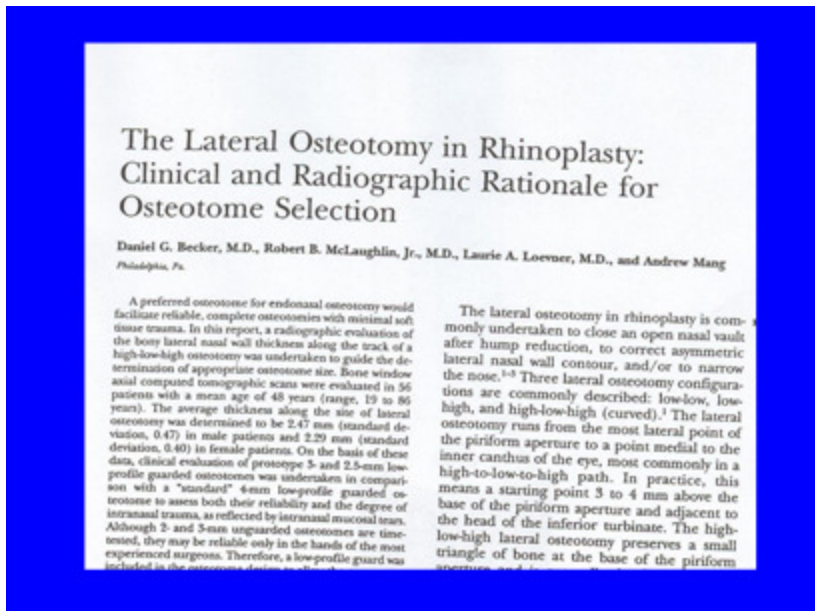 The Lateral Osteotomy in Rhinoplasty:
Clinical and Radiographic Rationale for
Osteotome Selection
Daniel G. Becker, M.D., Robert B. McLaughlin, Jr., M.D., Laurie A. Loevner, M.D., and Andrew Mang
Philadelphia, Pa.
A preferred osteotome for endonasal osteotomy would
facilitate reliable, complete osteotomies with minimal soft
tissue trauma. In this report, a radiographic evaluation of
the bony lateral nasal wall thickness along the track of a
high-low-high osteotomy was undertaken to guide the de-
termination of appropriate osteotome size. Bone window
axial computed tomographic scans were evaluated in 56
patients with a mean age of 48 years (range, 19 to 86
years). The average thickness along the site of lateral
osteotomy was determined to be 2.47 mm (standard de-
viation, 0.47) in male patients and 2.29 mm (standard
deviation, 0.40) in female patients. On the basis of these
data, clinical evaluation of prototype 3- and 2.5-mm low-
profile guarded osteotomes was undertaken in compari-
son with a "standard" 4-mm low-profile guarded os-
teotome to assess both their reliability and the degree of
intranasal trauma, as reflected by intranasal mucosal tears.
Although 2- and 3-mm unguarded osteotomes are time-
tested, they may be reliable only in the hands of the most
experienced surgeons. Therefore, a low-profile guard was
included in the osteotome design to
The lateral osteotomy in rhinoplasty is com-
monly undertaken to close an open nasal vault
after hump reduction, to correct asymmetric
lateral nasal wall contour, and/or to narrow
the nose.1-3 Three lateral osteotomy configura-
tions are commonly described: low-low, low-
high, and high-low-high (curved).1 The lateral
osteotomy runs from the most lateral point of
the piriform aperture to a point medial to the
inner canthus of the eye, most commonly in a
high-to-low-to-high path. In practice, this
means a starting point 3 to 4 mm above the
base of the piriform aperture and adjacent to
the head of the inferior turbinate. The high-
low-high lateral osteotomy preserves a small
triangle of bone at the base of the piriform
aperture and